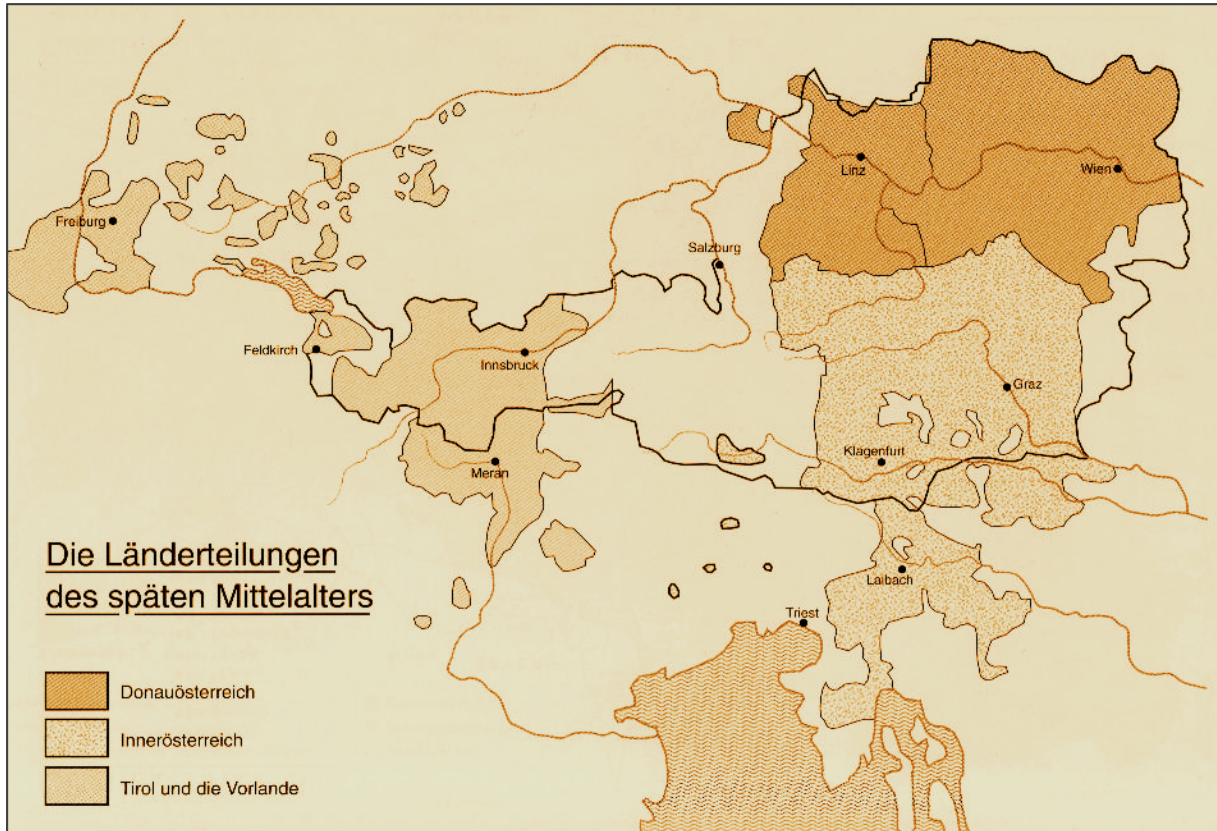 Linz
Wien
Freiburg
Salzburg
Feldkirch
Innsbruck
Graz
Klagenfurt
Meran
Die Länderteilungen
des späten Mittelalters
Laibach
Triest
Donauösterreich
Innerösterreich
Tirol und die Vorlande